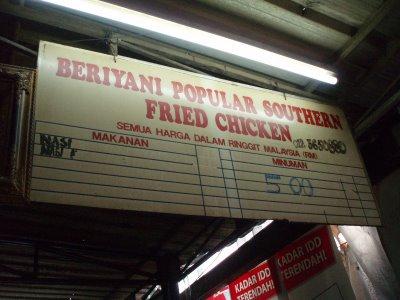 BERIYANI POPULAR SOUTHERN
FRIED CHICKEN
SEMUA HARGA DALAM RINGGIT MALAYSIA (RM)
MAKANAN MINUMAN
NASI
5 00
KADAR IDD
TERENDAH!
KADAR IDD
TERENDAH!